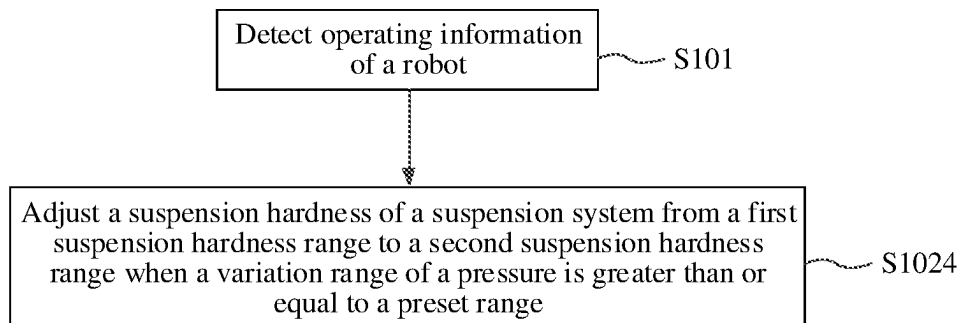 Detect operating information
of a robot
S101
Adjust a suspension hardness of a suspension system from a first
suspension hardness range to a second suspension hardness
range when a variation range of a pressure is greater than or
equal to a preset range
S1024